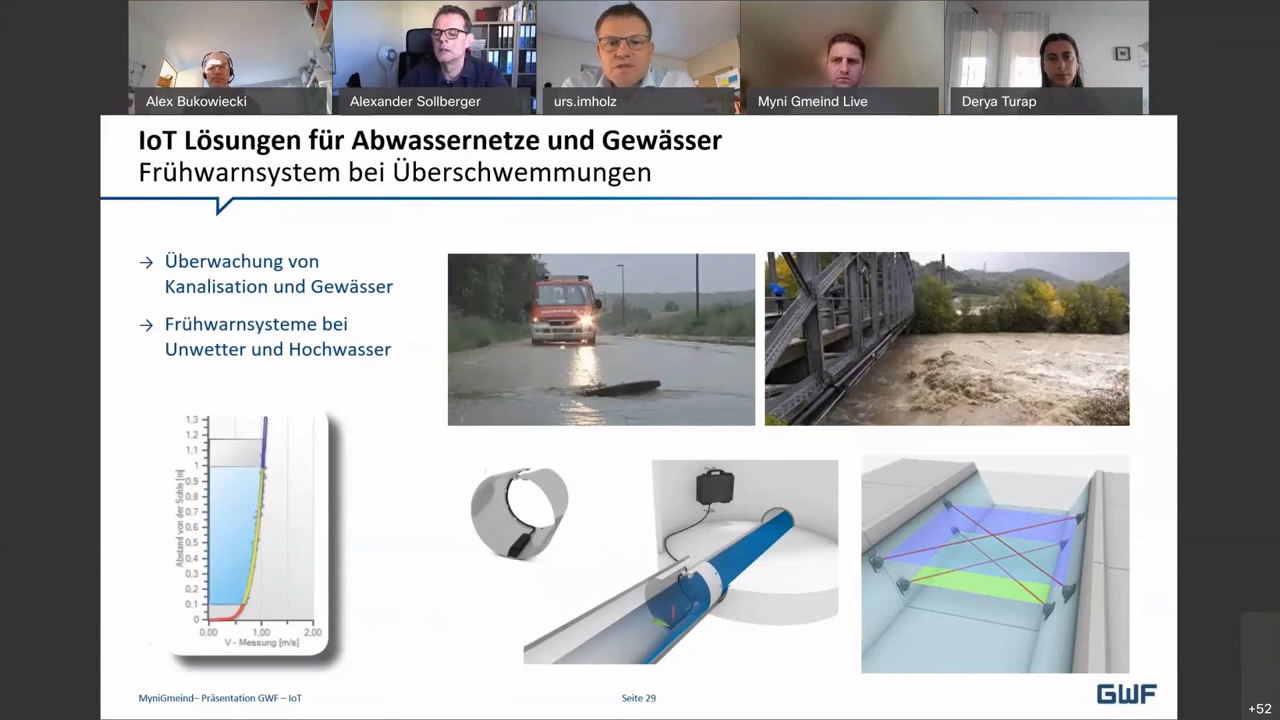 Alex Bukowiecki
Alexander Sollberger
urs.imholz
Myni Gmeind Live
Derya Turap
IoT Lösungen für Abwassernetze und Gewässer
Frühwarnsystem bei Überschwemmungen
→ Überwachung von
Kanalisation und Gewässer
→ Frühwarnsysteme bei
Unwetter und Hochwasser
Abstand von der Sohle [m]
1,3
1,2
1,1
1
0,9
0,8
0,7
0,6
0,5
0,4
0,3
0,2
0,1
0
0,00 1,00 2,00
V - Messung [m/s]
MyniGmeind– Präsentation GWF – IoT
Seite 29
GWF
+52